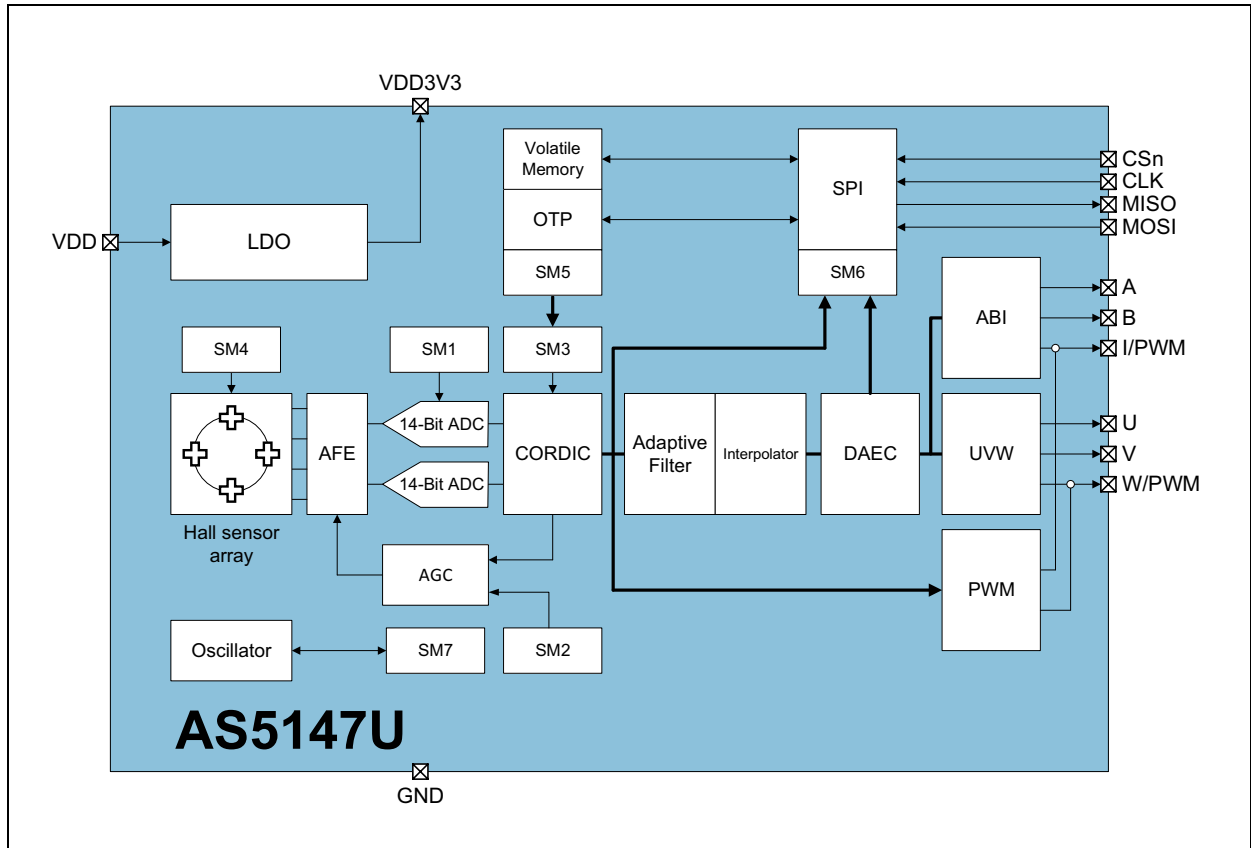 VDD3V3
Volatile
Memory
SPI
CSn
CLK
MISO
MOSI
OTP
VDD
LDO
SM5
SM6
A
B
I/PWM
ABI
SM4
SM1
SM3
AFE
14-Bit ADC
14-Bit ADC
CORDIC
Adaptive
Filter
Interpolator
DAEC
UVW
U
V
W/PWM
Hall sensor
array
AGC
PWM
Oscillator
SM7
SM2
AS5147U
GND